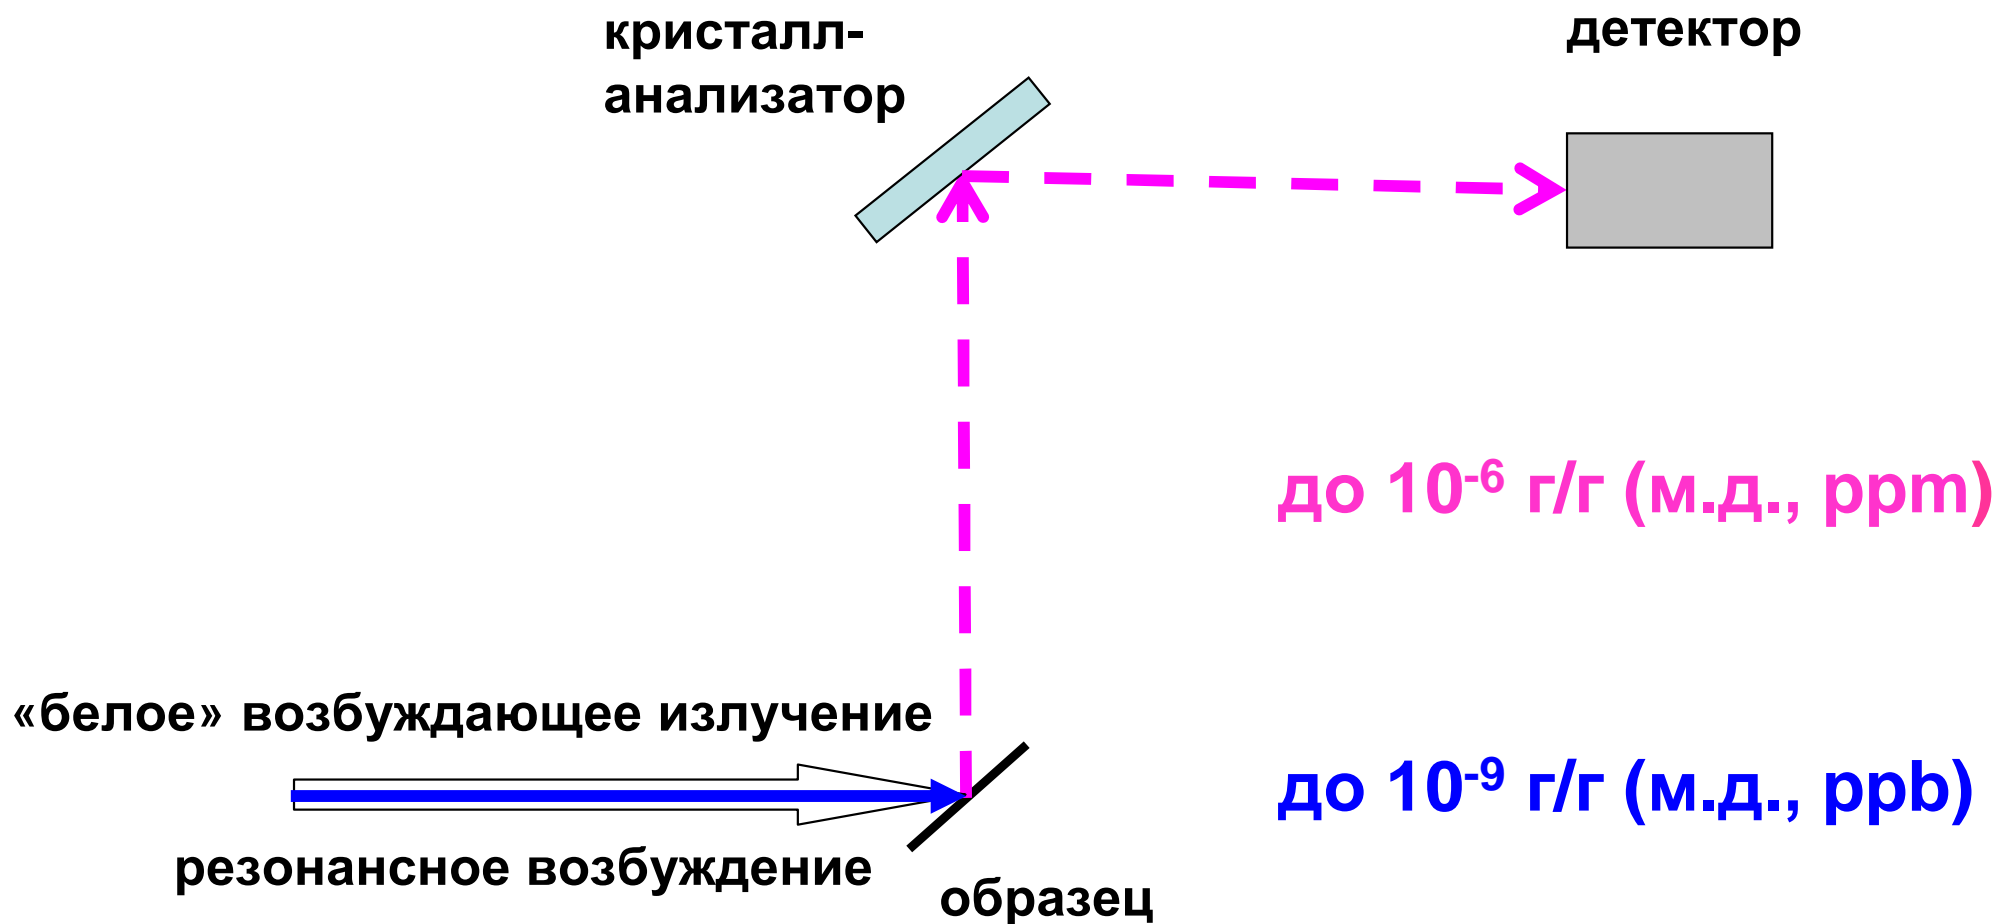 кристалл-
анализатор
детектор
до 10⁻⁶ г/г (м.д., ppm)
«белое» возбуждающее излучение
до 10⁻⁹ г/г (м.д., ppb)
резонансное возбуждение
образец